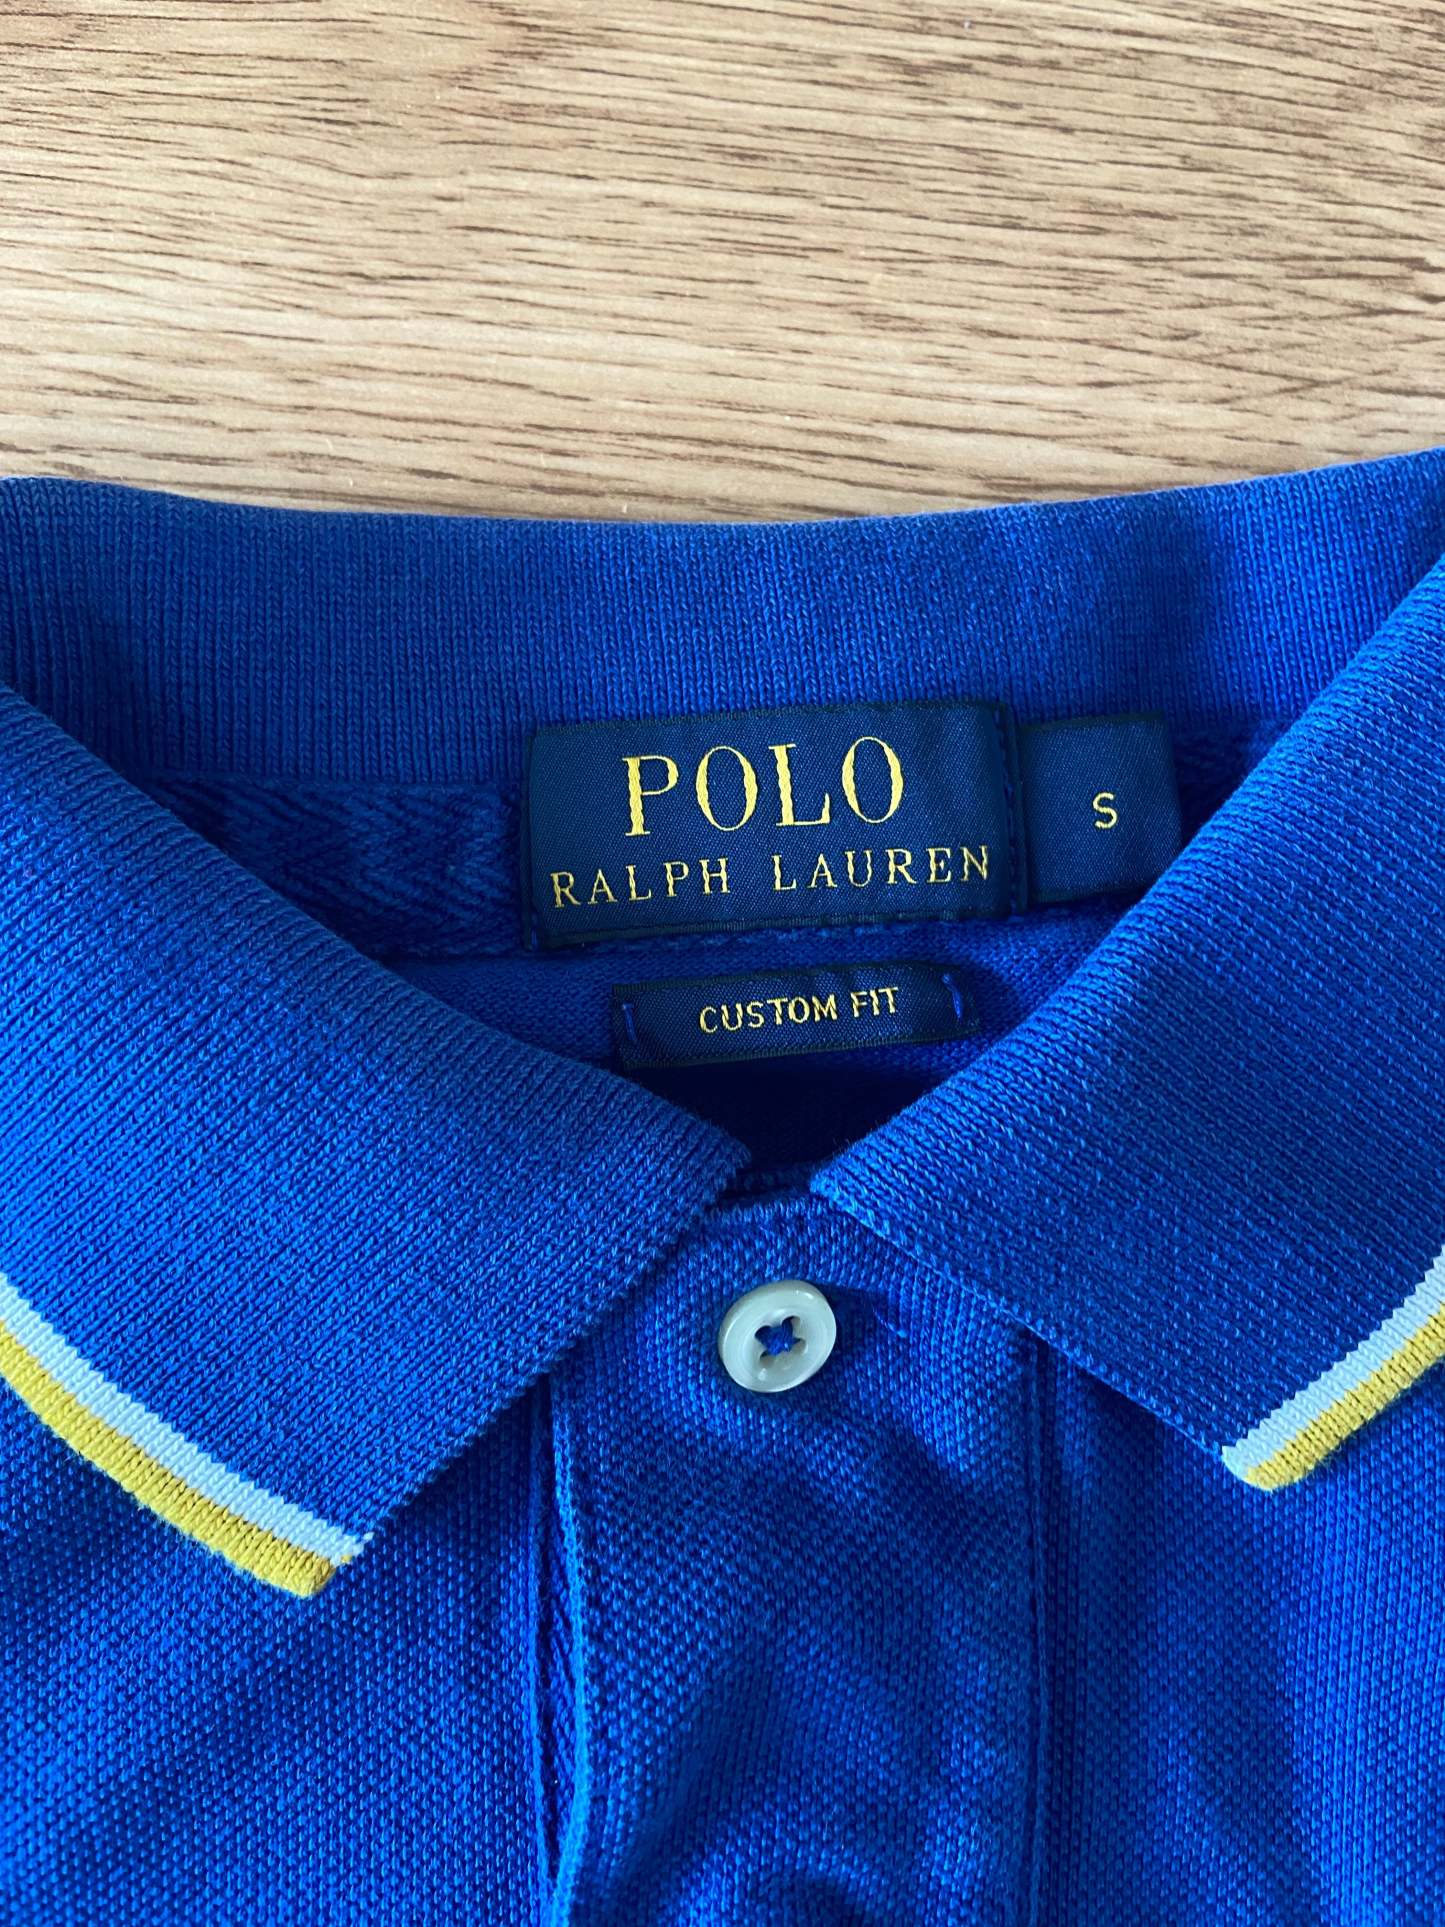 POLO
RALPH LAUREN
S
CUSTOM FIT